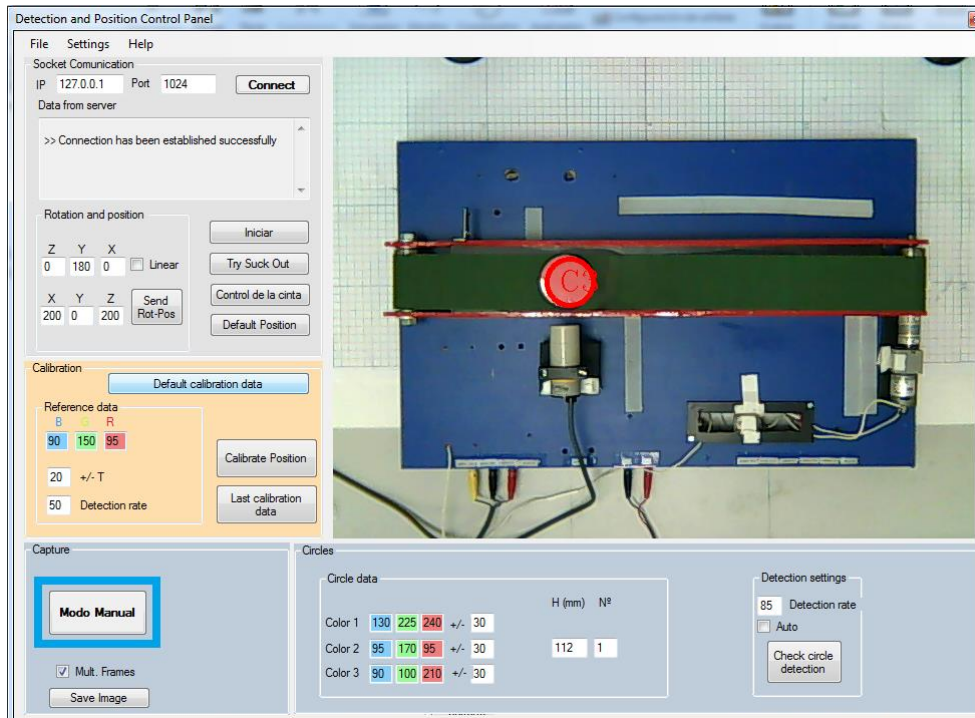 Detection and Position Control Panel
File Settings Help
Socket Comunication
IP 127.0.0.1 Port 1024 Connect
Data from server
>> Connection has been established successfully
Rotation and position
Z Y X
0 180 0 Linear
X Y Z
200 0 200
Send
Rot-Pos
Iniciar
Try Suck Out
Control de la cinta
Default Position
C3
Calibration
Default calibration data
Reference data
B G R
90 150 95
20 +/- T
50 Detection rate
Calibrate Position
Last calibration
data
Capture
Modo Manual
Mult. Frames
Save Image
Circles
Circle data
H (mm) Nº
Color 1 130 225 240 +/- 30
Color 2 95 170 95 +/- 30
112 1
Color 3 90 100 210 +/- 30
Detection settings
85 Detection rate
Auto
Check circle
detection